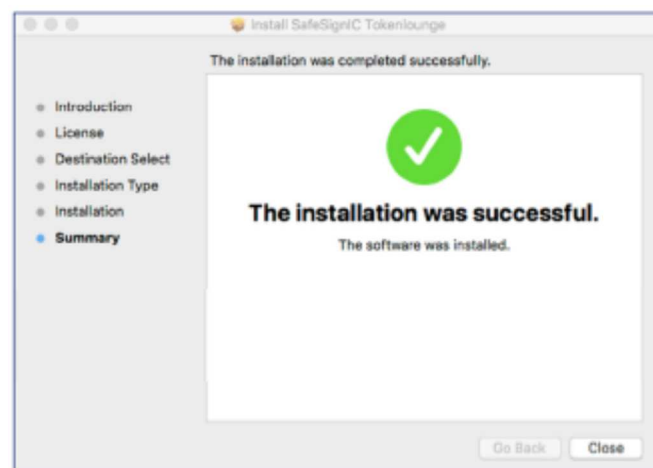 Install SafeSignIC Tokenlounge
The installation was completed successfully.
Introduction
License
Destination Select
Installation Type
Installation
Summary
The installation was successful.
The software was installed.
Go Back
Close